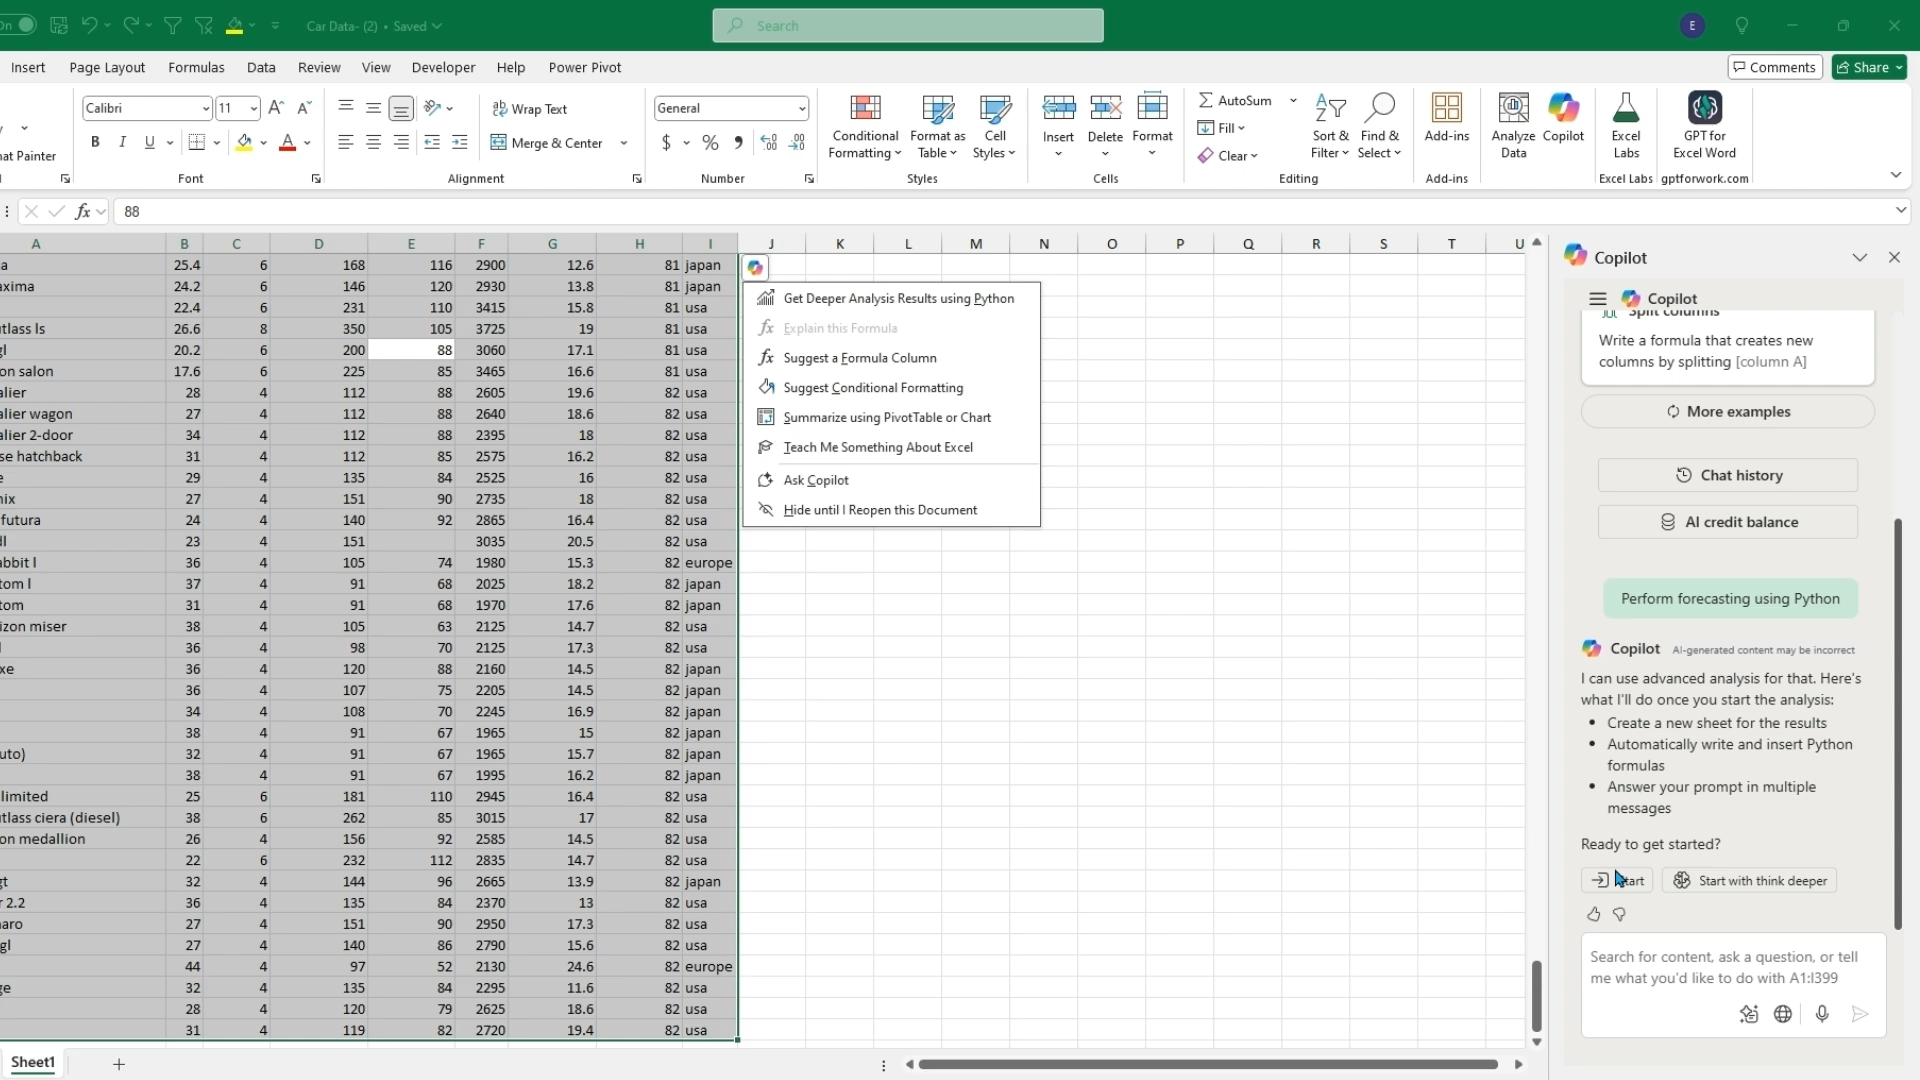 On
Car Data- (2) • Saved
Search
E
Insert Page Layout Formulas Data Review View Developer Help Power Pivot
Comments
Share
Calibri 11
Wrap Text
General
AutoSum
Fill
Clear
B I U
Merge & Center
$ % ,
Conditional Formatting
Format as Table
Cell Styles
Insert
Delete
Format
Sort & Filter
Find & Select
Add-ins
Analyze Data
Copilot
Excel Labs
GPT for Excel Word
at Painter
Font
Alignment
Number
Styles
Cells
Editing
Add-ins
Excel Labs
gptforwork.com
fx 88
A B C D E F G H I J K L M N O P Q R S T U
a 25.4 6 168 116 2900 12.6 81 japan
axima 24.2 6 146 120 2930 13.8 81 japan
22.4 6 231 110 3415 15.8 81 usa
utlass ls 26.6 8 350 105 3725 19 81 usa
gl 20.2 6 200 88 3060 17.1 81 usa
on salon 17.6 6 225 85 3465 16.6 81 usa
alier 28 4 112 88 2605 19.6 82 usa
alier wagon 27 4 112 88 2640 18.6 82 usa
alier 2-door 34 4 112 88 2395 18 82 usa
se hatchback 31 4 112 85 2575 16.2 82 usa
e 29 4 135 84 2525 16 82 usa
nix 27 4 151 90 2735 18 82 usa
futura 24 4 140 92 2865 16.4 82 usa
dl 23 4 151 3035 20.5 82 usa
abbit l 36 4 105 74 1980 15.3 82 europe
tom l 37 4 91 68 2025 18.2 82 japan
tom 31 4 91 68 1970 17.6 82 japan
izon miser 38 4 105 63 2125 14.7 82 usa
l 36 4 98 70 2125 17.3 82 usa
xe 36 4 120 88 2160 14.5 82 japan
36 4 107 75 2205 14.5 82 japan
34 4 108 70 2245 16.9 82 japan
38 4 91 67 1965 15 82 japan
uto) 32 4 91 67 1965 15.7 82 japan
38 4 91 67 1995 16.2 82 japan
limited 25 6 181 110 2945 16.4 82 usa
utlass ciera (diesel) 38 6 262 85 3015 17 82 usa
on medallion 26 4 156 92 2585 14.5 82 usa
22 6 232 112 2835 14.7 82 usa
gt 32 4 144 96 2665 13.9 82 japan
r 2.2 36 4 135 84 2370 13 82 usa
naro 27 4 151 90 2950 17.3 82 usa
gl 27 4 140 86 2790 15.6 82 usa
44 4 97 52 2130 24.6 82 europe
ge 32 4 135 84 2295 11.6 82 usa
28 4 120 79 2625 18.6 82 usa
31 4 119 82 2720 19.4 82 usa
Get Deeper Analysis Results using Python
Explain this Formula
Suggest a Formula Column
Suggest Conditional Formatting
Summarize using PivotTable or Chart
Teach Me Something About Excel
Ask Copilot
Hide until I Reopen this Document
Copilot
Copilot
Split columns
Write a formula that creates new
columns by splitting [column A]
More examples
Chat history
AI credit balance
Perform forecasting using Python
Copilot AI-generated content may be incorrect
I can use advanced analysis for that. Here's
what I'll do once you start the analysis:
• Create a new sheet for the results
• Automatically write and insert Python
formulas
• Answer your prompt in multiple
messages
Ready to get started?
Start
Start with think deeper
Search for content, ask a question, or tell
me what you'd like to do with A1:I399
Sheet1